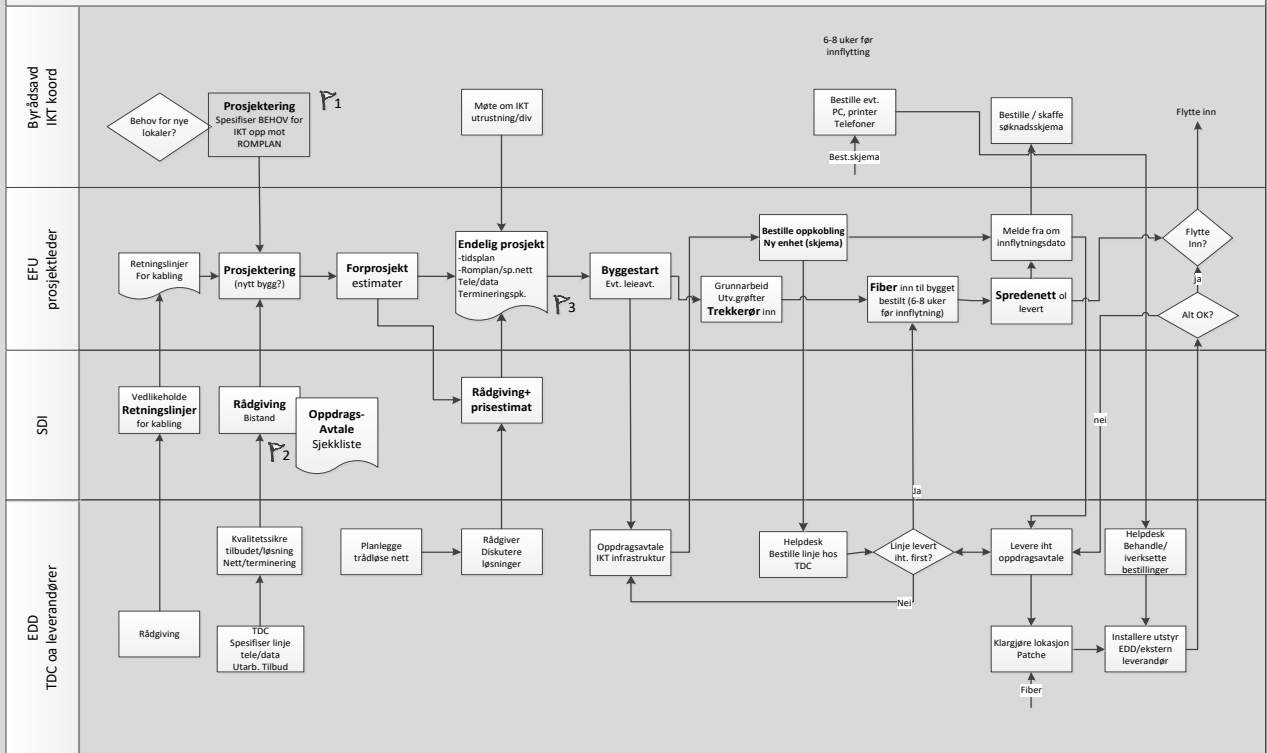 Byrådsavd
IKT koord
Behov for nye
lokaler?
Prosjektering
Spesifiser BEHOV for
IKT opp mot
ROMPLAN
1
Møte om IKT
utrustning/div
6-8 uker før
innflytting
Bestille evt.
PC, printer
Telefoner
Best.skjema
Bestille / skaffe
søknadsskjema
Flytte inn
EFU
prosjektleder
Retningslinjer
For kabling
Prosjektering
(nytt bygg?)
Forprosjekt
estimater
Endelig prosjekt
-tidsplan
-Romplan/sp.nett
Tele/data
Termineringspk.
3
Byggestart
Evt. leieavt.
Bestille oppkobling
Ny enhet (skjema)
Grunnarbeid
Utv.grøfter
Trekkerør inn
Fiber inn til bygget
bestilt (6-8 uker
før innflytning)
Melde fra om
innflytningsdato
Spredenett ol
levert
Flytte
Inn?
ja
Alt OK?
SDI
Vedlikeholde
Retningslinjer
for kabling
Rådgiving
Bistand
2
Oppdrags-
Avtale
Sjekkliste
Rådgiving+
prisestimat
nei
Ja
EDD
TDC oa leverandører
Rådgiving
Kvalitetssikre
tilbudet/løsning
Nett/terminering
TDC
Spesifiser linje
tele/data
Utarb. Tilbud
Planlegge
trådløse nett
Rådgiver
Diskutere
løsninger
Oppdragsavtale
IKT infrastruktur
Helpdesk
Bestille linje hos
TDC
Linje levert
iht. first?
Nei
Levere iht
oppdragsavtale
Helpdesk
Behandle/
iverksette
bestillinger
Klargjøre lokasjon
Patche
Fiber
Installere utstyr
EDD/ekstern
leverandør